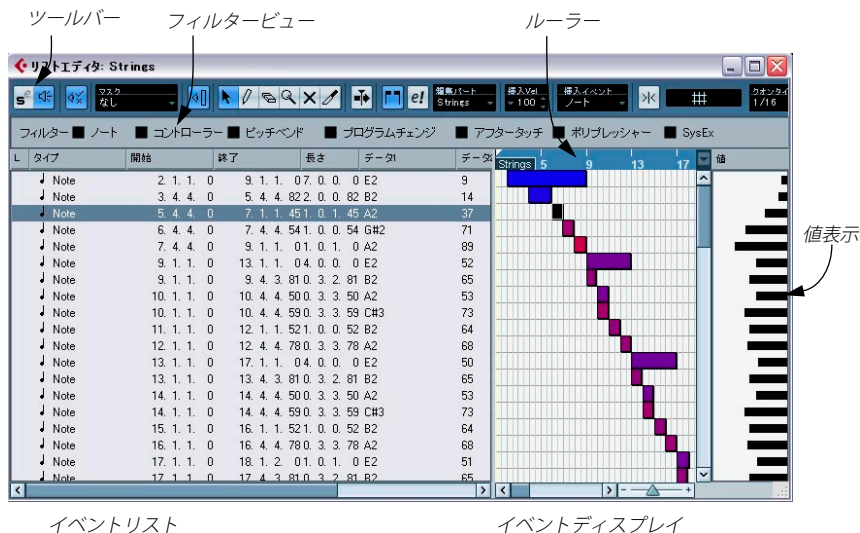 ツールバー フィルタービュー ルーラー
リストエディタ: Strings
マスク なし
編集パート Strings
挿入Vel 100
挿入イベント ノート
クオンタイ 1/16
フィルター ノート コントローラー ピッチベンド プログラムチェンジ アフタータッチ ポリプレッシャー SysEx
L タイプ 開始 終了 長さ データ1 データ2 Strings 5 9 13 17 値
Note 2. 1. 1. 0 9. 1. 1. 0 7. 0. 0. 0 E2 9
Note 3. 4. 4. 0 5. 4. 4. 82 2. 0. 0. 82 B2 14
Note 5. 4. 4. 0 7. 1. 1. 45 1. 0. 1. 45 A2 37
Note 6. 4. 4. 0 7. 4. 4. 54 1. 0. 0. 54 G#2 71
Note 7. 4. 4. 0 9. 1. 1. 0 1. 0. 1. 0 A2 89
Note 9. 1. 1. 0 13. 1. 1. 0 4. 0. 0. 0 E2 52
Note 9. 1. 1. 0 9. 4. 3. 81 0. 3. 2. 81 B2 65
Note 10. 1. 1. 0 10. 4. 4. 50 0. 3. 3. 50 A2 53
Note 10. 1. 1. 0 10. 4. 4. 59 0. 3. 3. 59 C#3 73
Note 11. 1. 1. 0 12. 1. 1. 52 1. 0. 0. 52 B2 64
Note 12. 1. 1. 0 12. 4. 4. 78 0. 3. 3. 78 A2 68
Note 13. 1. 1. 0 17. 1. 1. 0 4. 0. 0. 0 E2 50
Note 13. 1. 1. 0 13. 4. 3. 81 0. 3. 2. 81 B2 65
Note 14. 1. 1. 0 14. 4. 4. 50 0. 3. 3. 50 A2 53
Note 14. 1. 1. 0 14. 4. 4. 59 0. 3. 3. 59 C#3 73
Note 15. 1. 1. 0 16. 1. 1. 52 1. 0. 0. 52 B2 64
Note 16. 1. 1. 0 16. 4. 4. 78 0. 3. 3. 78 A2 68
Note 17. 1. 1. 0 18. 1. 2. 0 1. 0. 1. 0 E2 51
Note 17. 1. 1. 0 17. 4. 3. 81 0. 3. 2. 81 B2 65
値表示
イベントリスト イベントディスプレイ